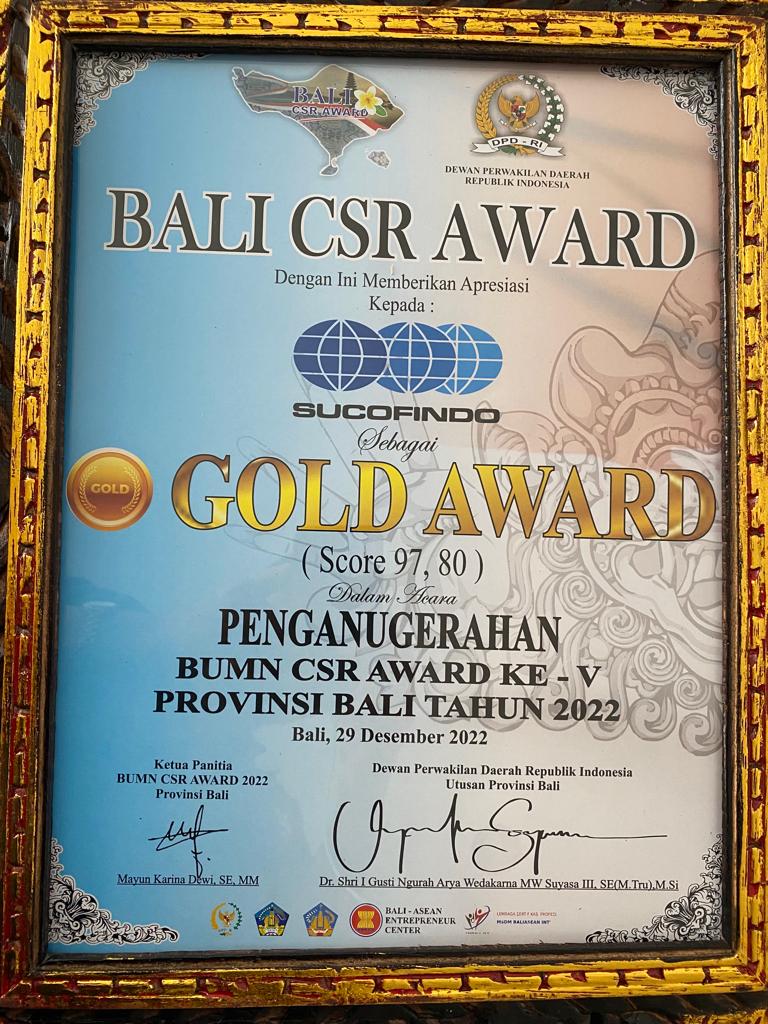 BALI
CSR AWARD
DPD - RI
DEWAN PERWAKILAN DAERAH
REPUBLIK INDONESIA
BALI CSR AWARD
Dengan Ini Memberikan Apresiasi
Kepada :
SUCOFINDO
Sebagai
GOLD
GOLD AWARD
( Score 97, 80 )
Dalam Acara
PENGANUGERAHAN
BUMN CSR AWARD KE - V
PROVINSI BALI TAHUN 2022
Bali, 29 Desember 2022
Ketua Panitia
BUMN CSR AWARD 2022
Provinsi Bali
Mayun Karina Dewi, SE, MM
Dewan Perwakilan Daerah Republik Indonesia
Utusan Provinsi Bali
Dr. Shri I Gusti Ngurah Arya Wedakarna MW Suyasa III, SE(M.Tru),M.Si
BALI - ASEAN
ENTREPRENEUR
CENTER